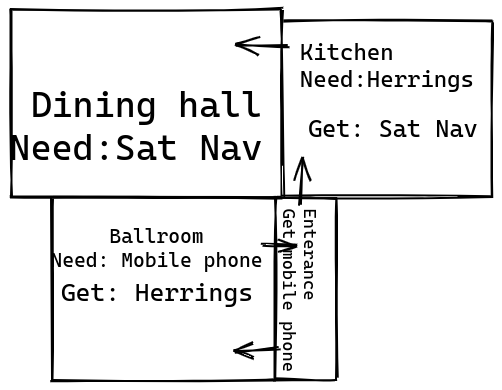 Dining hall
Need:Sat Nav
Kitchen
Need:Herrings
Get: Sat Nav
Ballroom
Need: Mobile phone
Get: Herrings
Enterance
Get mobile phone